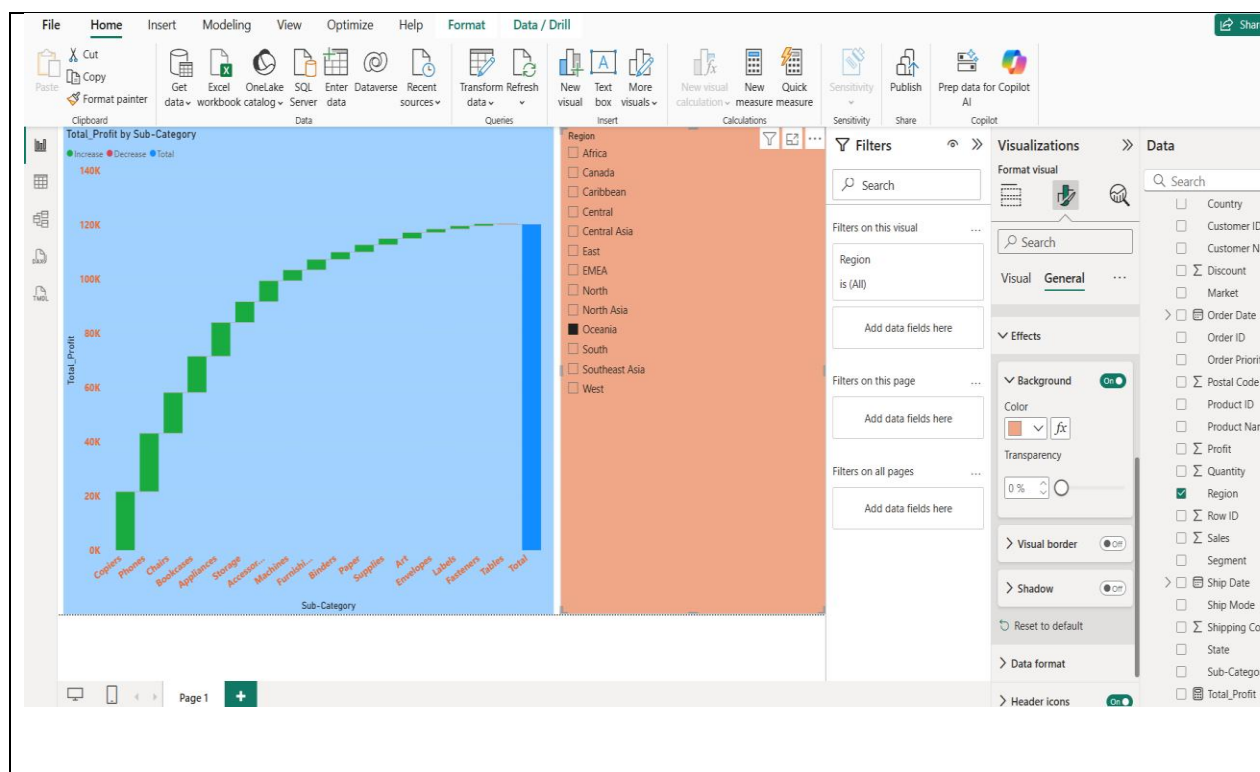 File Home Insert Modeling View Optimize Help Format Data / Drill
Shar
Paste
Cut
Copy
Format painter
Clipboard
Get data
Excel workbook
OneLake catalog
SQL Server
Enter data
Dataverse
Recent sources
Data
Transform data
Refresh
Queries
New visual
Text box
More visuals
Insert
New visual calculation
New measure
Quick measure
Calculations
Sensitivity
Sensitivity
Publish
Share
Prep data for AI
Copilot
Copilot
Total_Profit by Sub-Category
Increase Decrease Total
140K
120K
100K
80K
60K
40K
20K
0K
Total_Profit
Copiers
Phones
Chairs
Bookcases
Appliances
Storage
Accessor...
Machines
Furnishi...
Binders
Paper
Supplies
Art
Envelopes
Labels
Fasteners
Tables
Total
Sub-Category
Region
Africa
Canada
Caribbean
Central
Central Asia
East
EMEA
North
North Asia
Oceania
South
Southeast Asia
West
Filters
Search
Filters on this visual ...
Region
is (All)
Add data fields here
Filters on this page ...
Add data fields here
Filters on all pages ...
Add data fields here
Visualizations
Format visual
Search
Visual General ...
Effects
Background On
Color
fx
Transparency
0 %
Visual border Off
Shadow Off
Reset to default
Data format
Header icons On
Data
Search
Country
Customer ID
Customer N
Discount
Market
Order Date
Order ID
Order Priorit
Postal Code
Product ID
Product Nar
Profit
Quantity
Region
Row ID
Sales
Segment
Ship Date
Ship Mode
Shipping Co
State
Sub-Catego
Total_Profit
Page 1